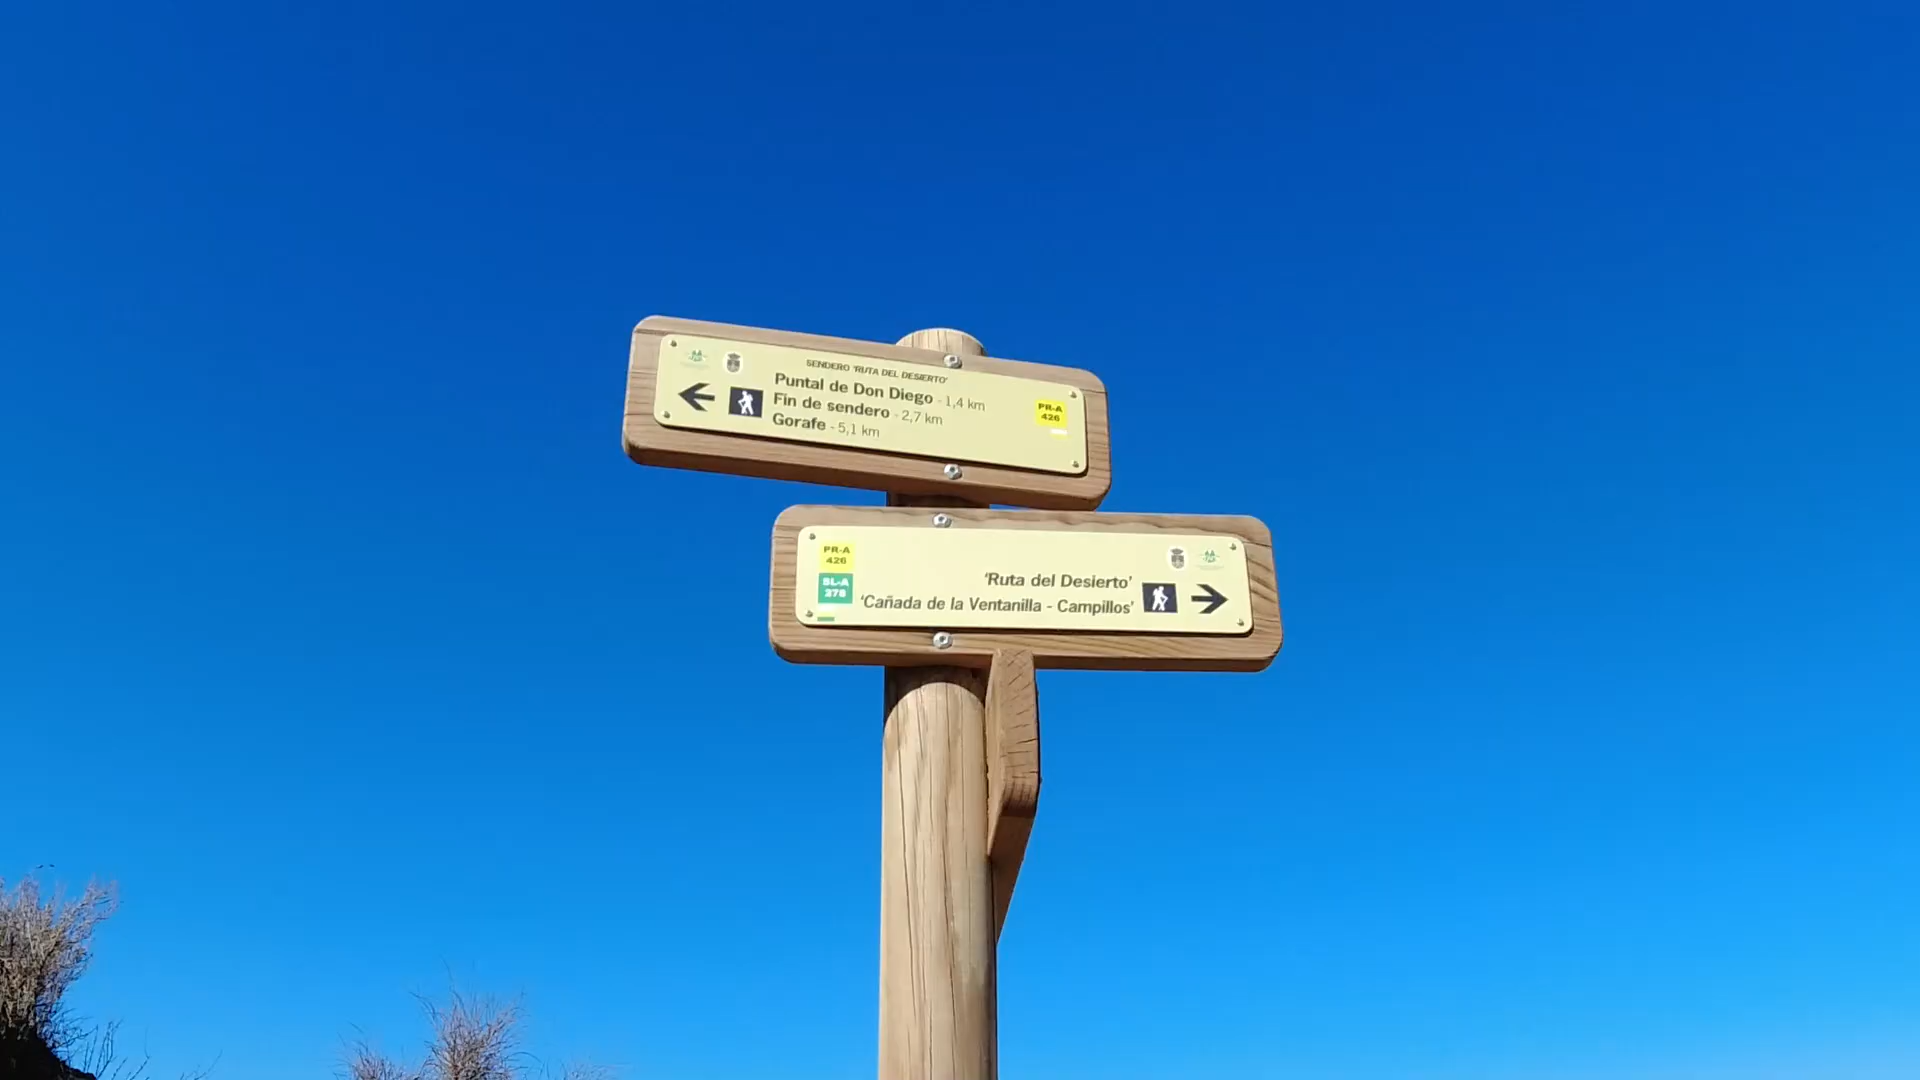 SENDERO 'RUTA DEL DESIERTO'
Puntal de Don Diego - 1,4 km
Fin de sendero - 2,7 km
Gorafe - 5,1 km
PR-A
426
PR-A
426
SL-A
278
'Ruta del Desierto'
'Cañada de la Ventanilla - Campillos'